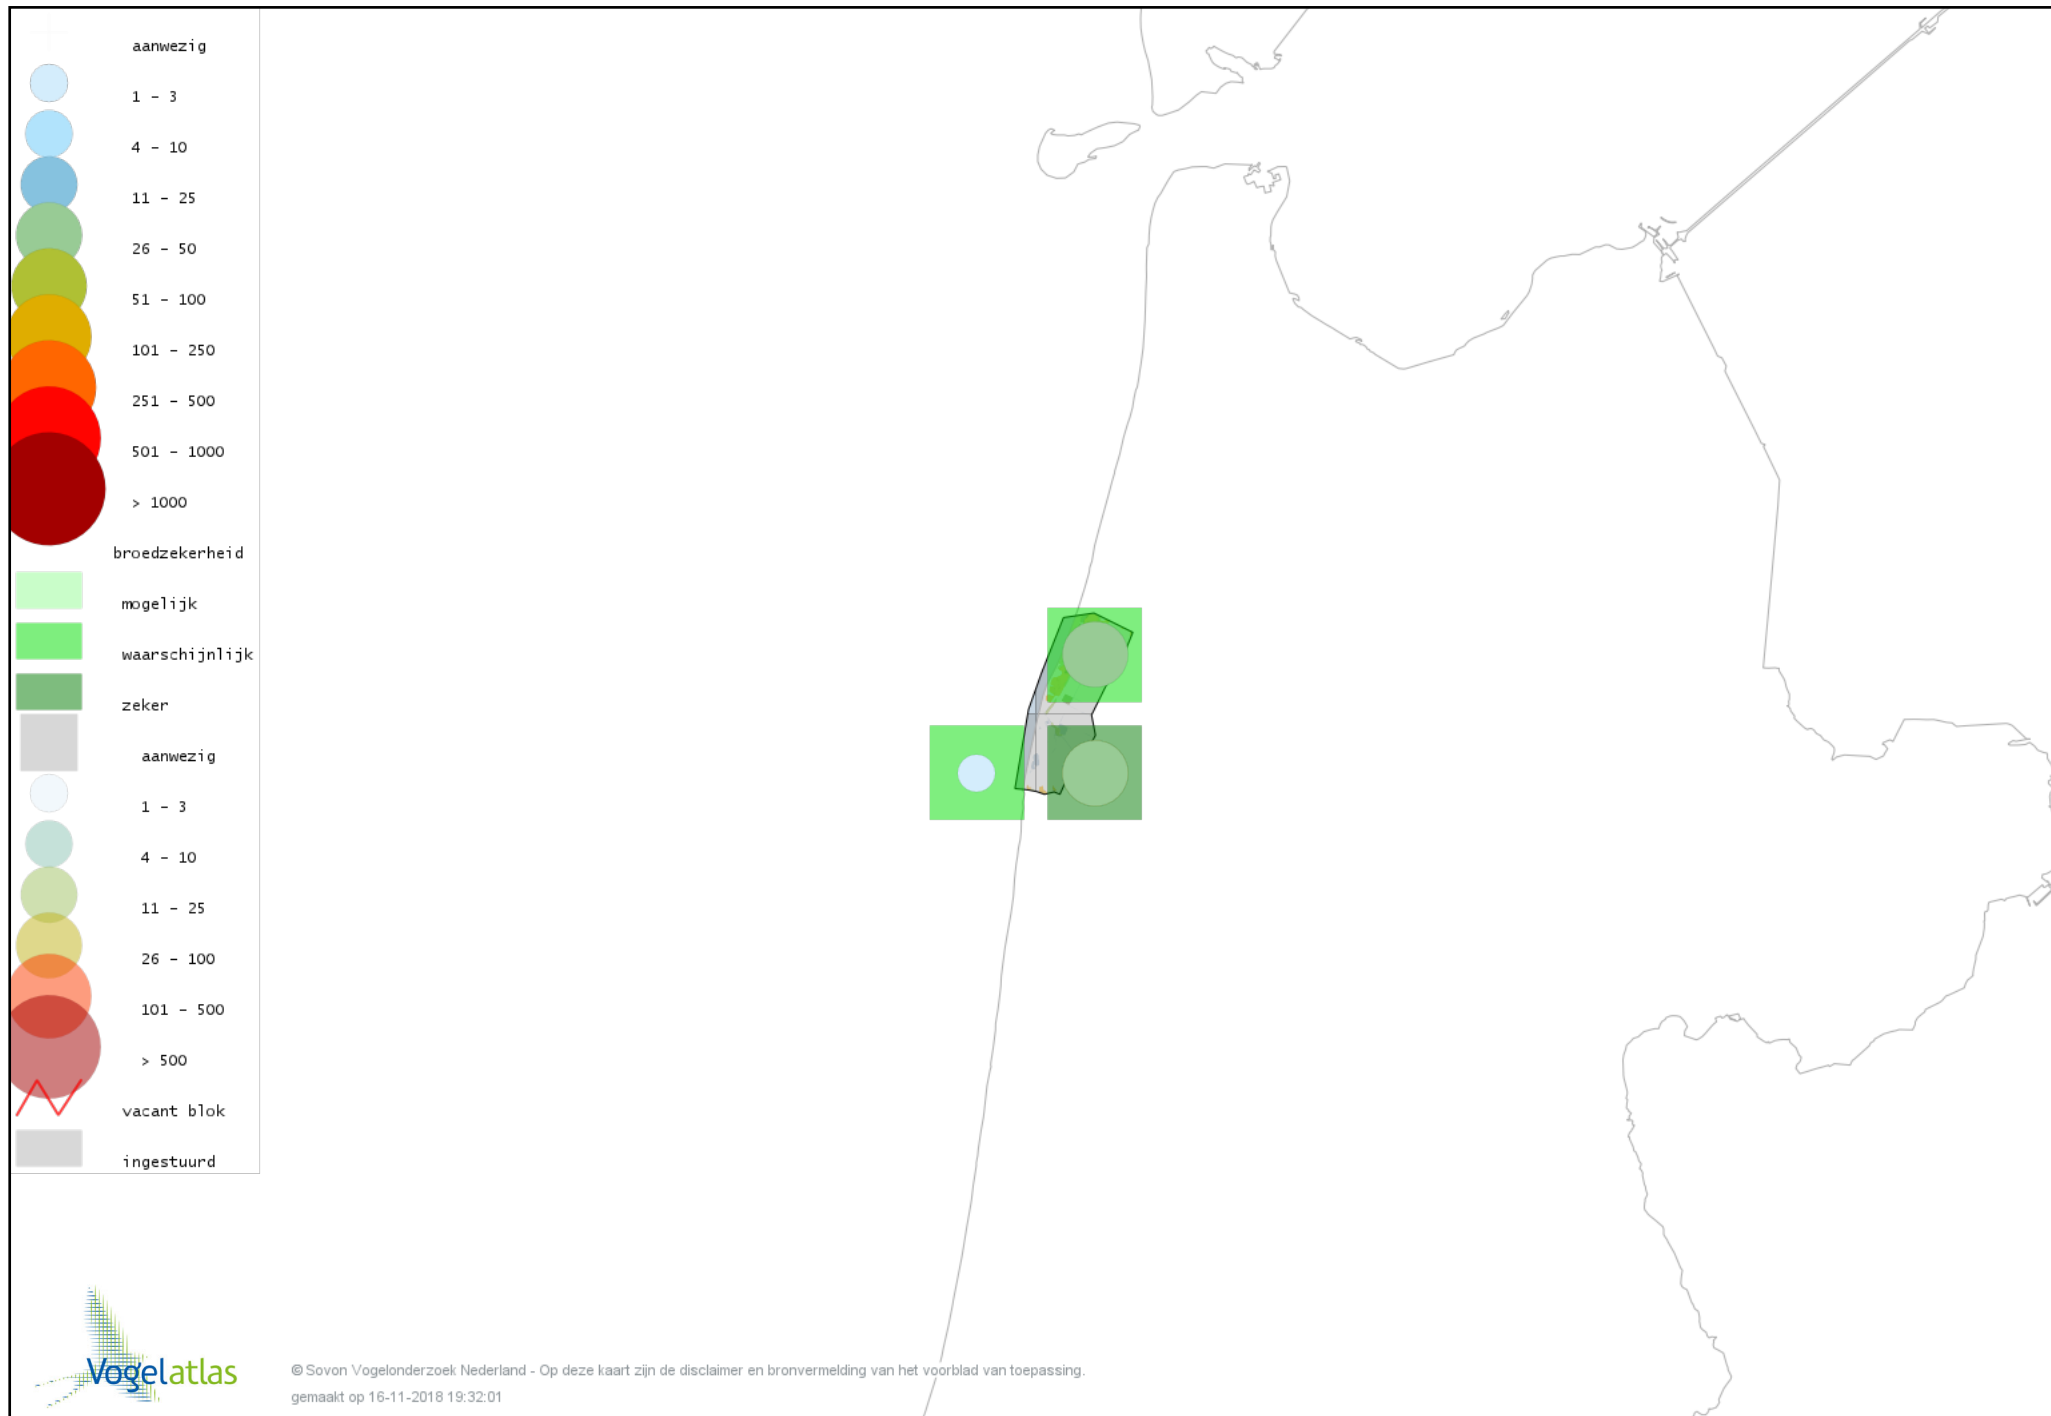 aanwezig
1 - 3
4 - 10
11 - 25
26 - 50
51 - 100
101 - 250
251 - 500
501 - 1000
> 1000
broedzekerheid
mogelijk
waarschijnlijk
zeker
aanwezig
1 - 3
4 - 10
11 - 25
26 - 100
101 - 500
> 500
vacant blok
ingestuurd
Vogelatlas
© Sovon Vogelonderzoek Nederland - Op deze kaart zijn de disclaimer en bronvermelding van het voorblad van toepassing.
gemaakt op 16-11-2018 19:32:01